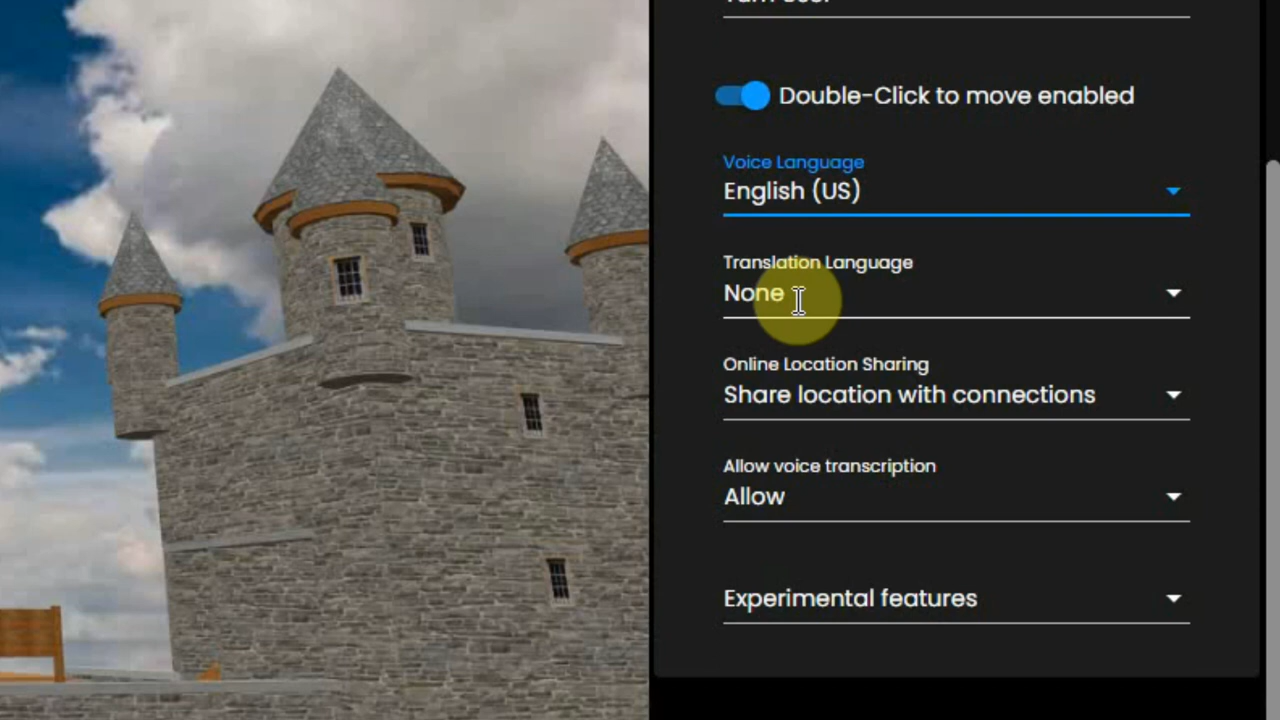 Double-Click to move enabled
Voice Language
English (US)
Translation Language
None
Online Location Sharing
Share location with connections
Allow voice transcription
Allow
Experimental features